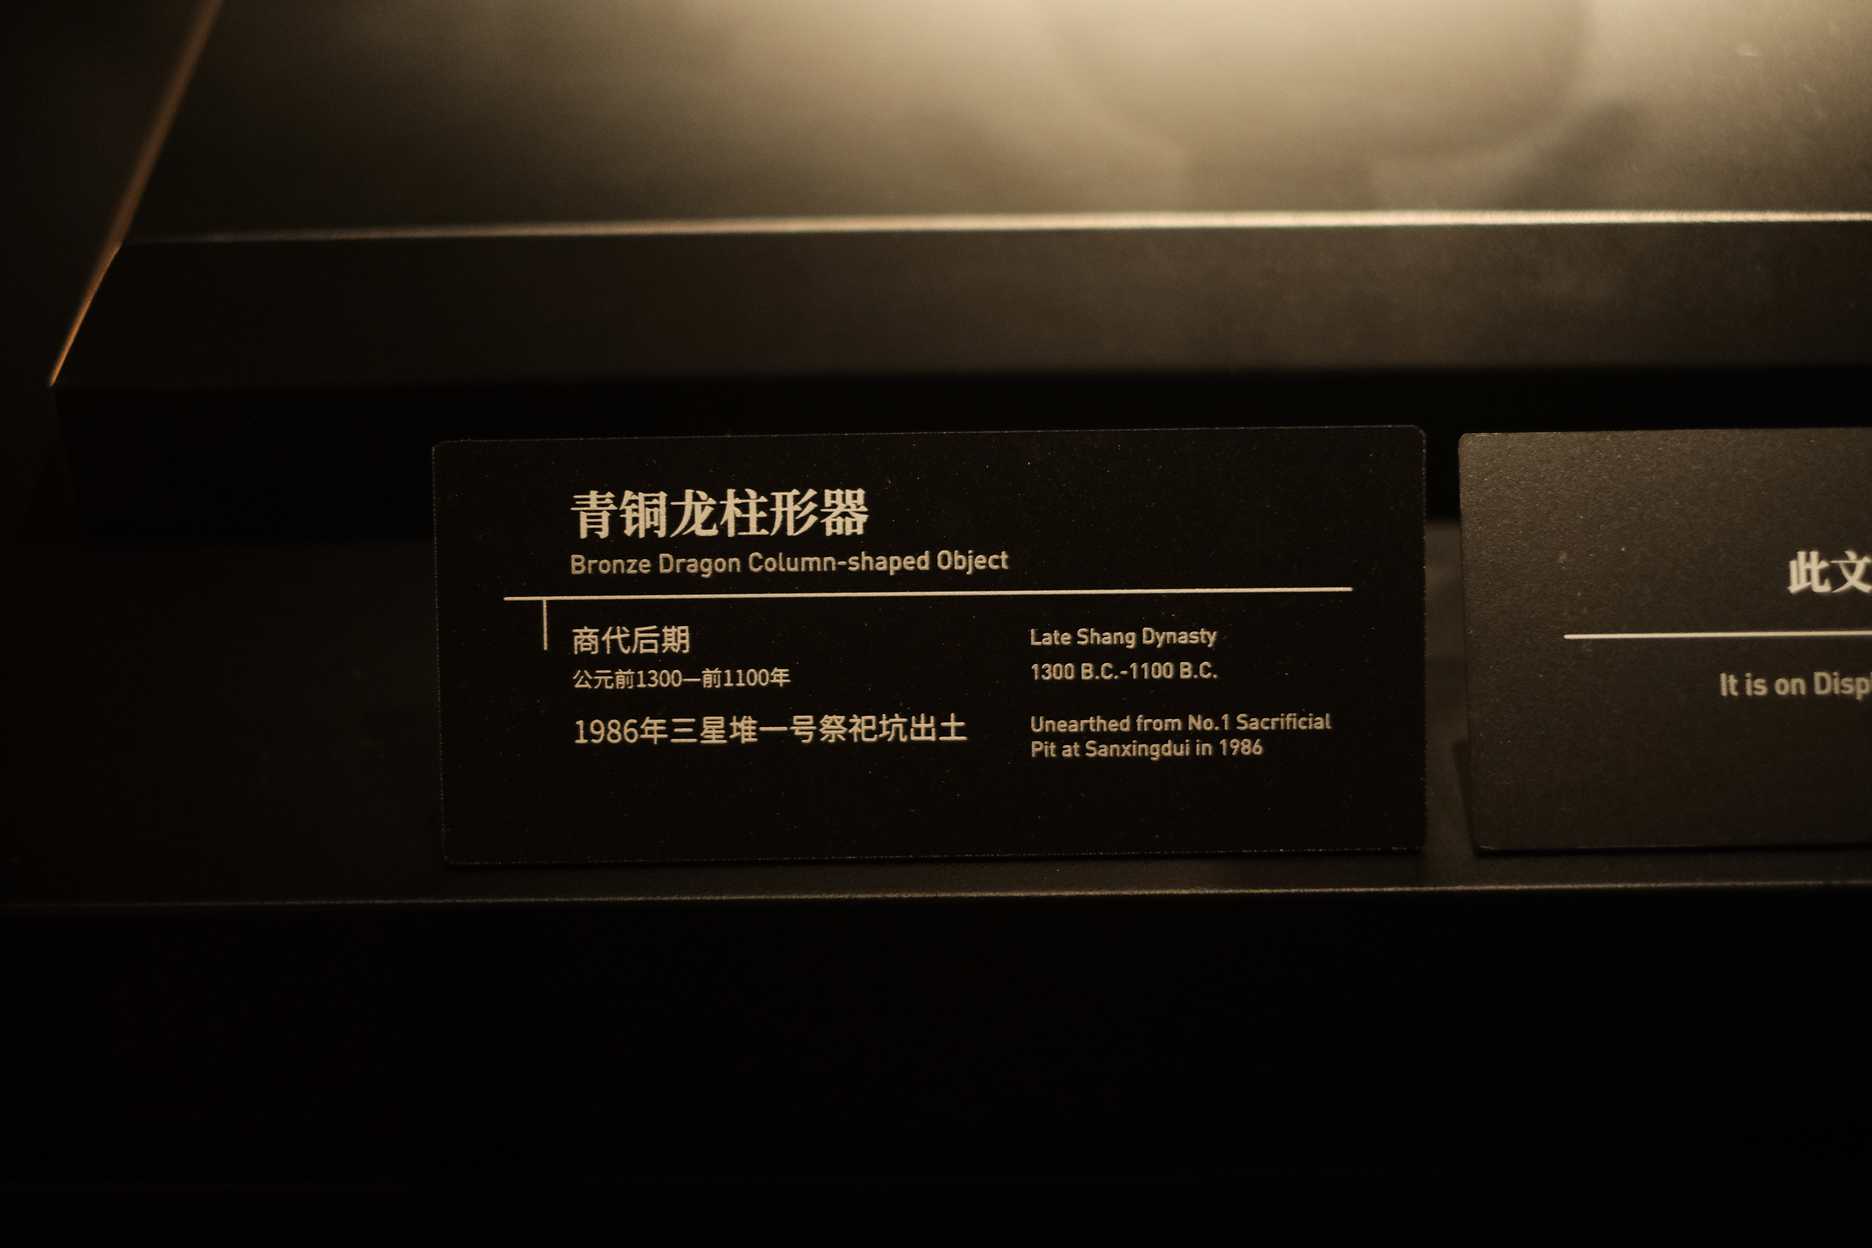 青铜龙柱形器
Bronze Dragon Column-shaped Object
商代后期
公元前1300—前1100年
1986年三星堆一号祭祀坑出土
Late Shang Dynasty
1300 B.C.-1100 B.C.
Unearthed from No.1 Sacrificial
Pit at Sanxingdui in 1986
此文
It is on Disp